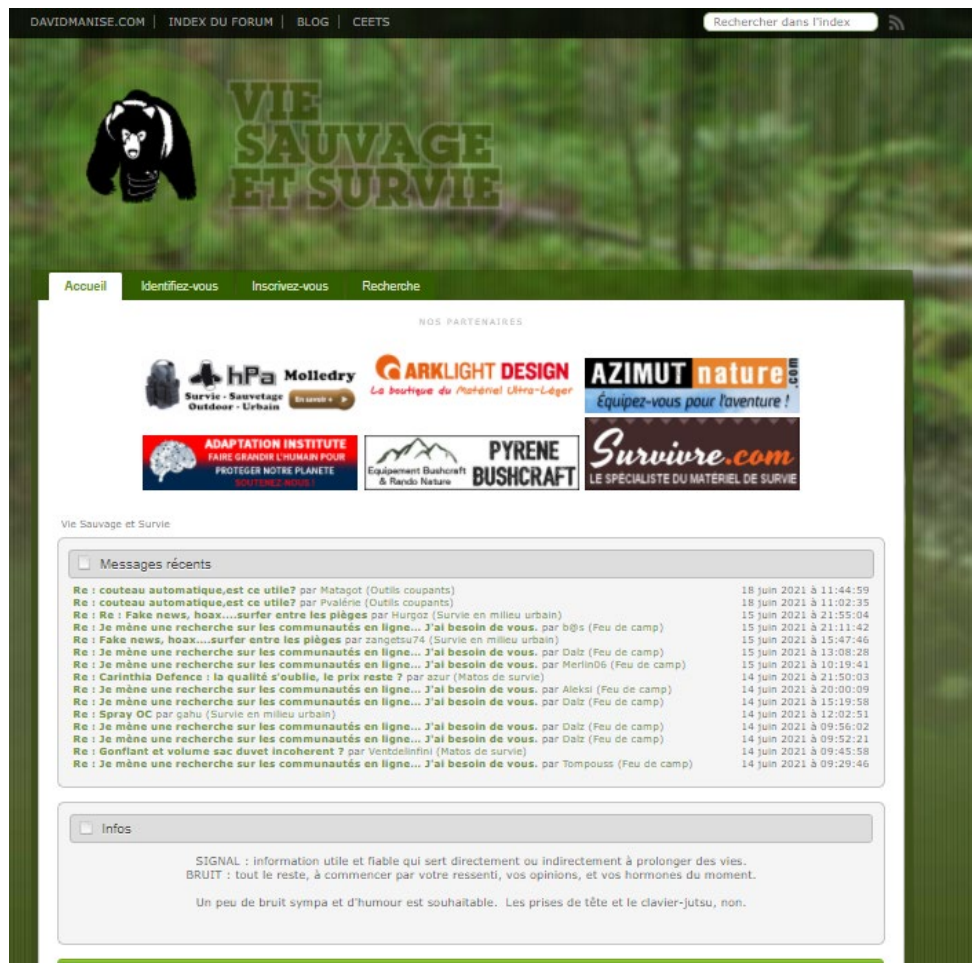 DAVIDMANISE.COM | INDEX DU FORUM | BLOG | CEETS
Rechercher dans l'index
VIE
SAUVAGE
ET SURVIE
Accueil Identifiez-vous Inscrivez-vous Recherche
NOS PARTENAIRES
hPa Molledry
Survie - Sauvetage
Outdoor - Urbain
En savoir +
ARKLIGHT DESIGN
La boutique du Matériel Ultra-Léger
AZIMUT nature.com
Équipez-vous pour l'aventure !
ADAPTATION INSTITUTE
FAIRE GRANDIR L'HUMAIN POUR
PROTEGER NOTRE PLANETE
SOUTENEZ-NOUS !
PYRENE
BUSHCRAFT
Equipement Bushcraft
& Rando Nature
Survivre.com
LE SPÉCIALISTE DU MATÉRIEL DE SURVIE
Vie Sauvage et Survie
Messages récents
Re : couteau automatique,est ce utile? par Matagot (Outils coupants) 18 juin 2021 à 11:44:59
Re : couteau automatique,est ce utile? par Pvalérie (Outils coupants) 18 juin 2021 à 11:02:35
Re : Re : Fake news, hoax....surfer entre les pièges par Hurgoz (Survie en milieu urbain) 15 juin 2021 à 21:55:04
Re : Je mène une recherche sur les communautés en ligne... J'ai besoin de vous. par b@s (Feu de camp) 15 juin 2021 à 21:11:42
Re : Fake news, hoax....surfer entre les pièges par zangetsu74 (Survie en milieu urbain) 15 juin 2021 à 15:47:46
Re : Je mène une recherche sur les communautés en ligne... J'ai besoin de vous. par Dalz (Feu de camp) 15 juin 2021 à 13:08:28
Re : Je mène une recherche sur les communautés en ligne... J'ai besoin de vous. par Merlin06 (Feu de camp) 15 juin 2021 à 10:19:41
Re : Carinthia Defence : la qualité s'oublie, le prix reste ? par azur (Matos de survie) 14 juin 2021 à 21:50:03
Re : Je mène une recherche sur les communautés en ligne... J'ai besoin de vous. par Aleksi (Feu de camp) 14 juin 2021 à 20:00:09
Re : Je mène une recherche sur les communautés en ligne... J'ai besoin de vous. par Dalz (Feu de camp) 14 juin 2021 à 15:19:58
Re : Spray OC par gahu (Survie en milieu urbain) 14 juin 2021 à 12:02:51
Re : Je mène une recherche sur les communautés en ligne... J'ai besoin de vous. par Dalz (Feu de camp) 14 juin 2021 à 09:56:02
Re : Je mène une recherche sur les communautés en ligne... J'ai besoin de vous. par Dalz (Feu de camp) 14 juin 2021 à 09:52:21
Re : Gonflant et volume sac duvet incoherent ? par Ventdelinfini (Matos de survie) 14 juin 2021 à 09:45:58
Re : Je mène une recherche sur les communautés en ligne... J'ai besoin de vous. par Tompouss (Feu de camp) 14 juin 2021 à 09:29:46
Infos
SIGNAL : information utile et fiable qui sert directement ou indirectement à prolonger des vies.
BRUIT : tout le reste, à commencer par votre ressenti, vos opinions, et vos hormones du moment.
Un peu de bruit sympa et d'humour est souhaitable. Les prises de tête et le clavier-jutsu, non.